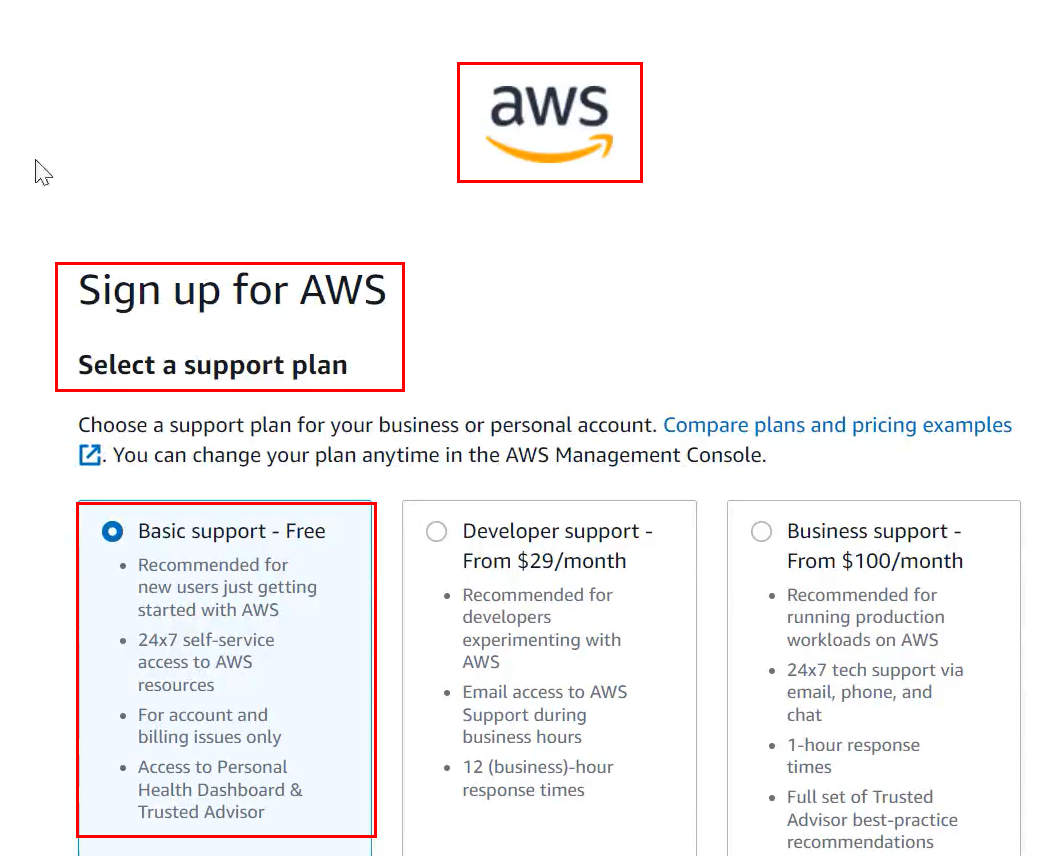 aws
Sign up for AWS
Select a support plan
Choose a support plan for your business or personal account. Compare plans and pricing examples
. You can change your plan anytime in the AWS Management Console.
Basic support - Free
• Recommended for
new users just getting
started with AWS
• 24x7 self-service
access to AWS
resources
• For account and
billing issues only
• Access to Personal
Health Dashboard &
Trusted Advisor
Developer support -
From $29/month
• Recommended for
developers
experimenting with
AWS
• Email access to AWS
Support during
business hours
• 12 (business)-hour
response times
Business support -
From $100/month
• Recommended for
running production
workloads on AWS
• 24x7 tech support via
email, phone, and
chat
• 1-hour response
times
• Full set of Trusted
Advisor best-practice
recommendations